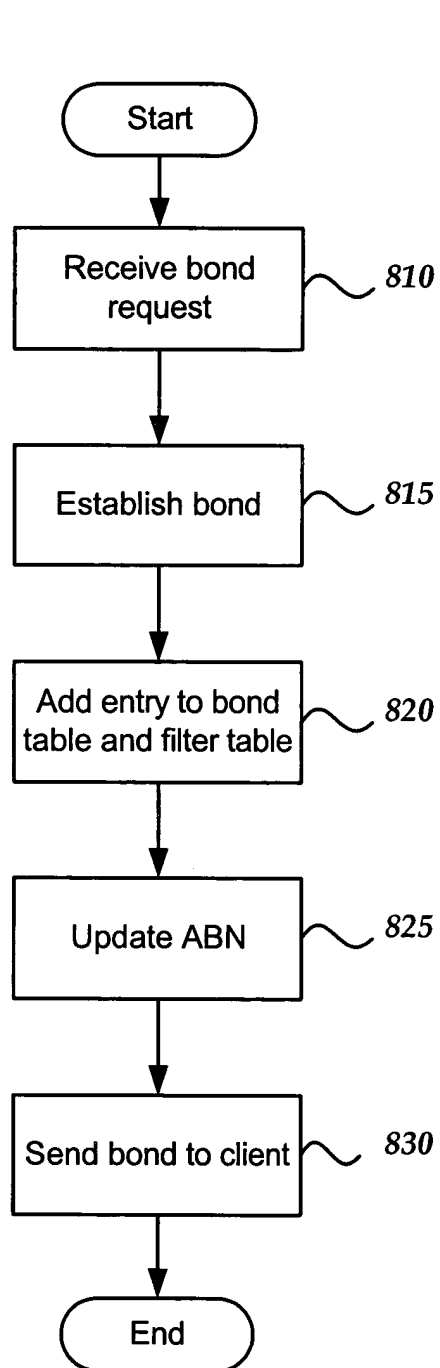 Start
Receive bond
request
810
Establish bond
815
Add entry to bond
table and filter table
820
Update ABN
825
Send bond to client
830
End